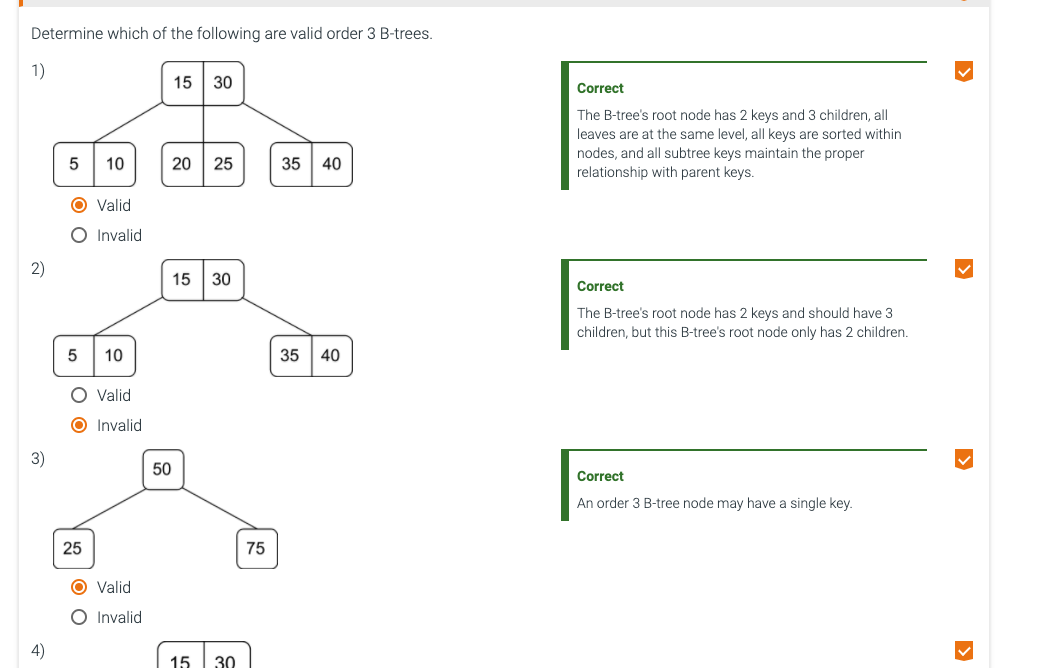 Determine which of the following are valid order 3 B-trees.
1)
15 30
5 10 20 25 35 40
Valid
Invalid
Correct
The B-tree's root node has 2 keys and 3 children, all
leaves are at the same level, all keys are sorted within
nodes, and all subtree keys maintain the proper
relationship with parent keys.
2)
15 30
5 10 35 40
Valid
Invalid
Correct
The B-tree's root node has 2 keys and should have 3
children, but this B-tree's root node only has 2 children.
3)
50
25 75
Valid
Invalid
Correct
An order 3 B-tree node may have a single key.
4)
15 30